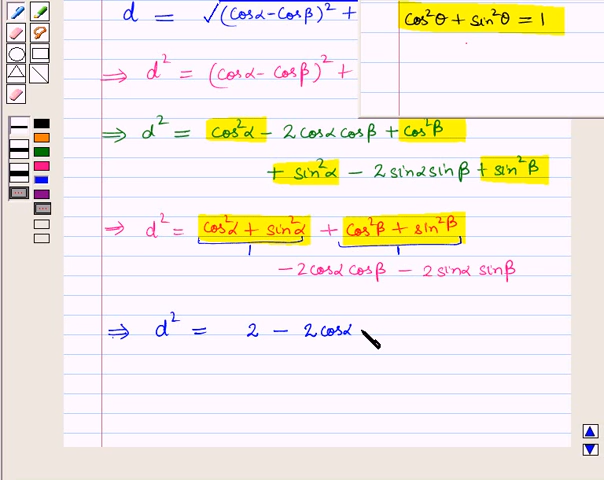 d = √(cosα-cosβ)² +
cos²θ + sin²θ = 1
⇒ d² = (cosα - cosβ)² +
⇒ d² = cos²α - 2cosα cosβ + cos²β
+ sin²α - 2sinα sinβ + sin²β
⇒ d² = cos²α + sin²α + cos²β + sin²β
1 1
- 2cosα cosβ - 2sinα sinβ
⇒ d² = 2 - 2cosα